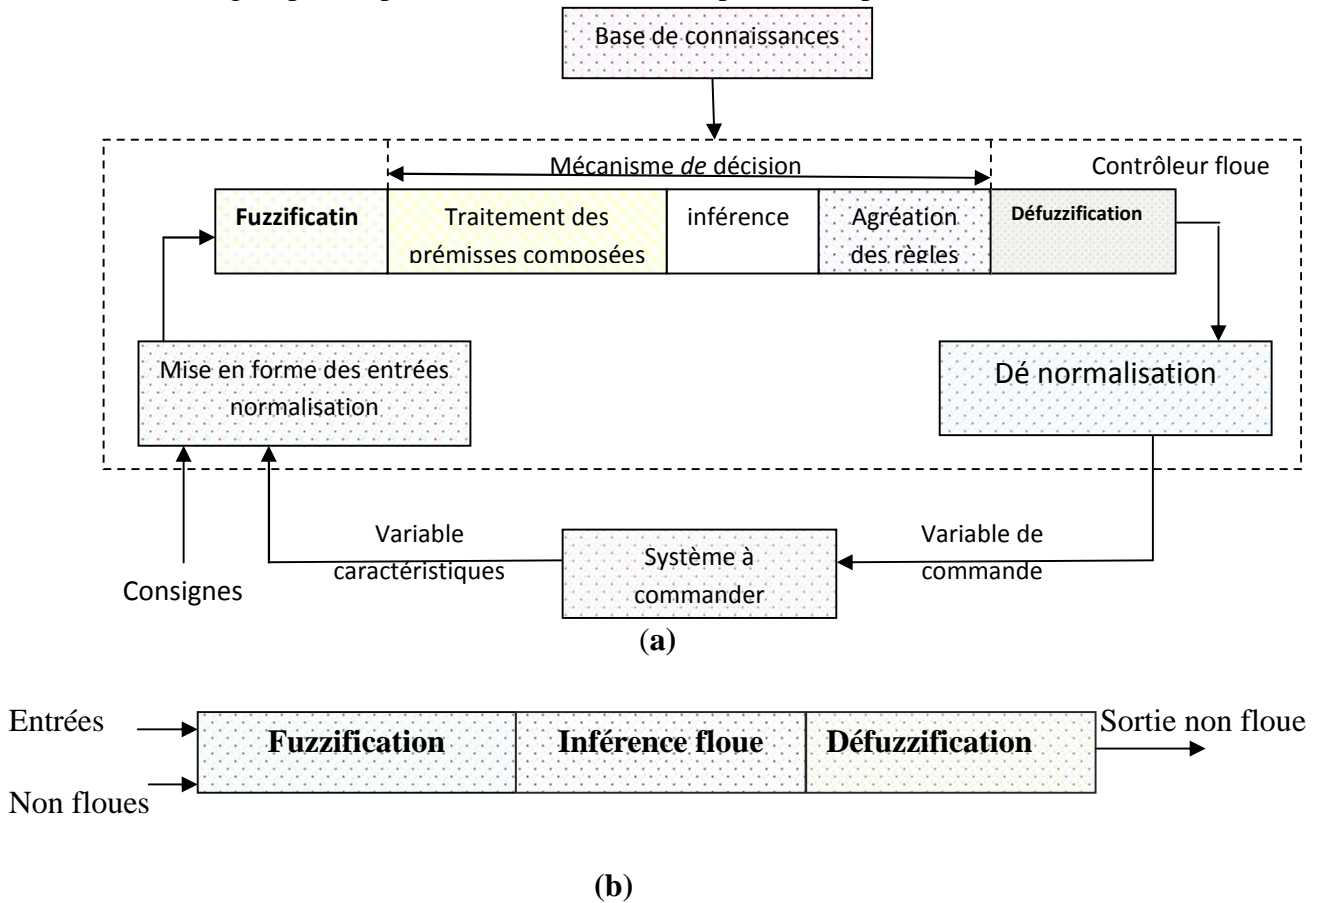 Base de connaissances
Mécanisme de décision
Contrôleur floue
Fuzzificatin
Traitement des
prémisses composées
inférence
Agréation
des règles
Défuzzification
Mise en forme des entrées
normalisation
Dé normalisation
Variable
caractéristiques
Système à
commander
Variable de
commande
Consignes
(a)
Entrées
Non floues
Fuzzification
Inférence floue
Défuzzification
Sortie non floue
(b)